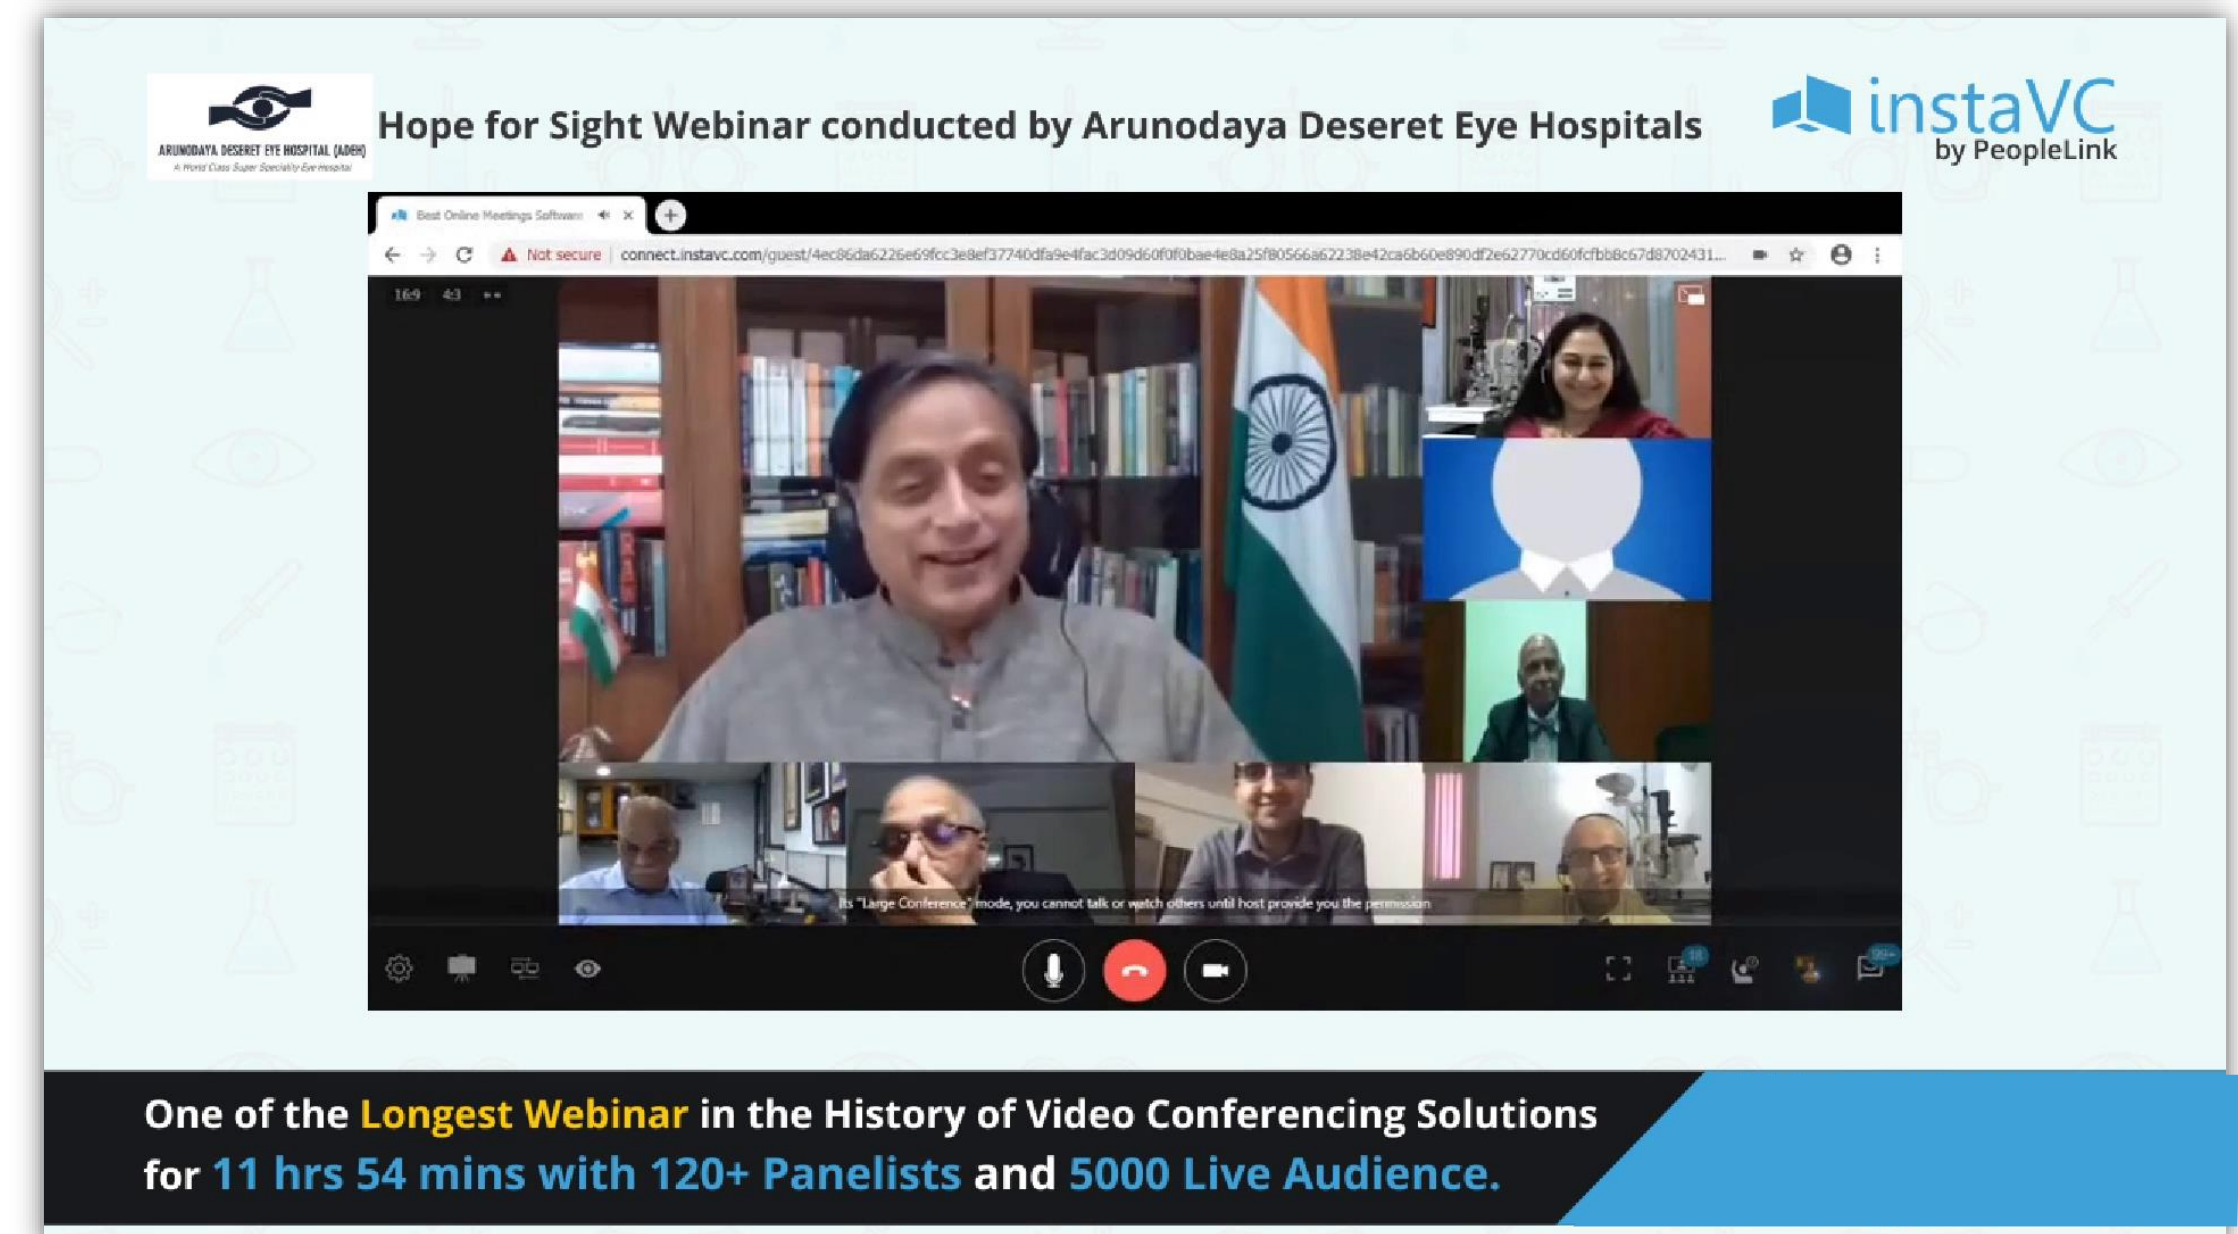 ARUNODAYA DESERET EYE HOSPITAL (ADEH)
A World Class Super Speciality Eye Hospital
Hope for Sight Webinar conducted by Arunodaya Deseret Eye Hospitals
instaVC
by PeopleLink
Best Online Meetings Software
Not secure
connect.instavc.com/guest/
16:9 4:3
Its "Large Conference" mode, you cannot talk or watch others until host provide you the permission
99+
One of the Longest Webinar in the History of Video Conferencing Solutions
for 11 hrs 54 mins with 120+ Panelists and 5000 Live Audience.